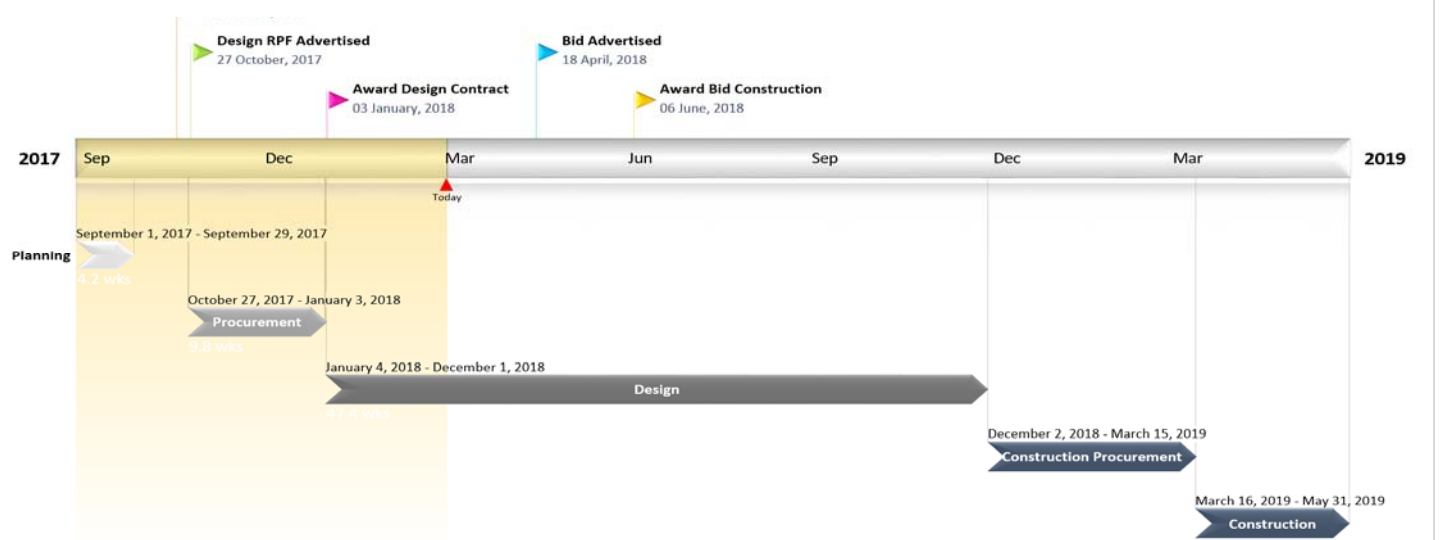 Design RPF Advertised
27 October, 2017
Bid Advertised
18 April, 2018
Award Design Contract
03 January, 2018
Award Bid Construction
06 June, 2018
2017 Sep Dec Mar Jun Sep Dec Mar 2019
Today
September 1, 2017 - September 29, 2017
Planning
4.2 wks
October 27, 2017 - January 3, 2018
Procurement
9.8 wks
January 4, 2018 - December 1, 2018
Design
47.4 wks
December 2, 2018 - March 15, 2019
Construction Procurement
March 16, 2019 - May 31, 2019
Construction